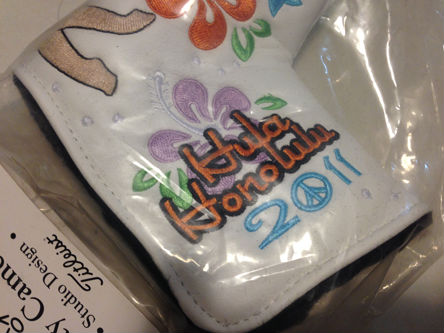 Hula
Honolulu
2011
Titleist
Studio Design